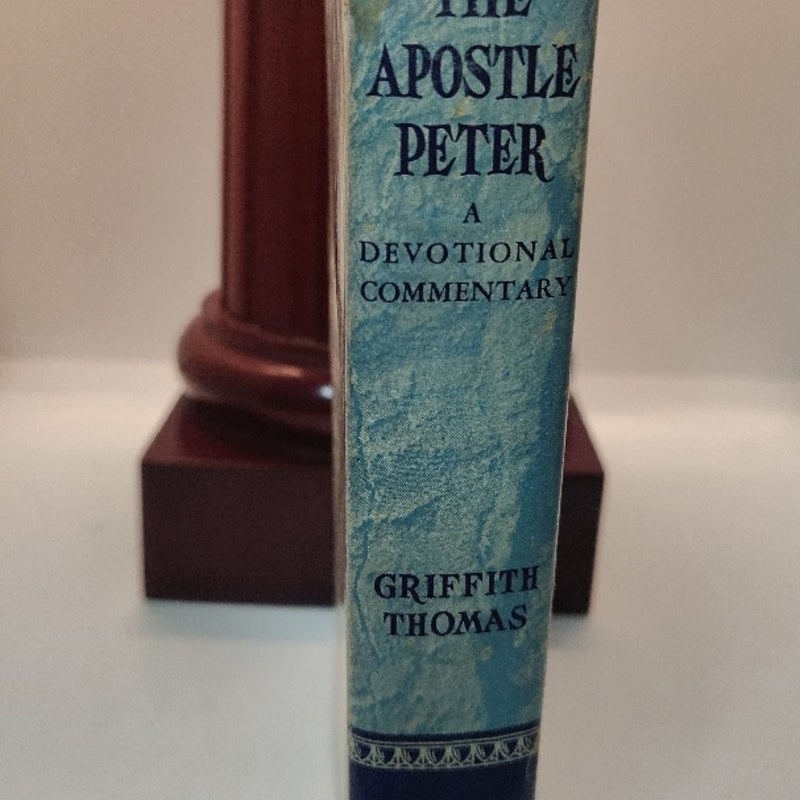 THE
APOSTLE
PETER
A
DEVOTIONAL
COMMENTARY
GRIFFITH
THOMAS